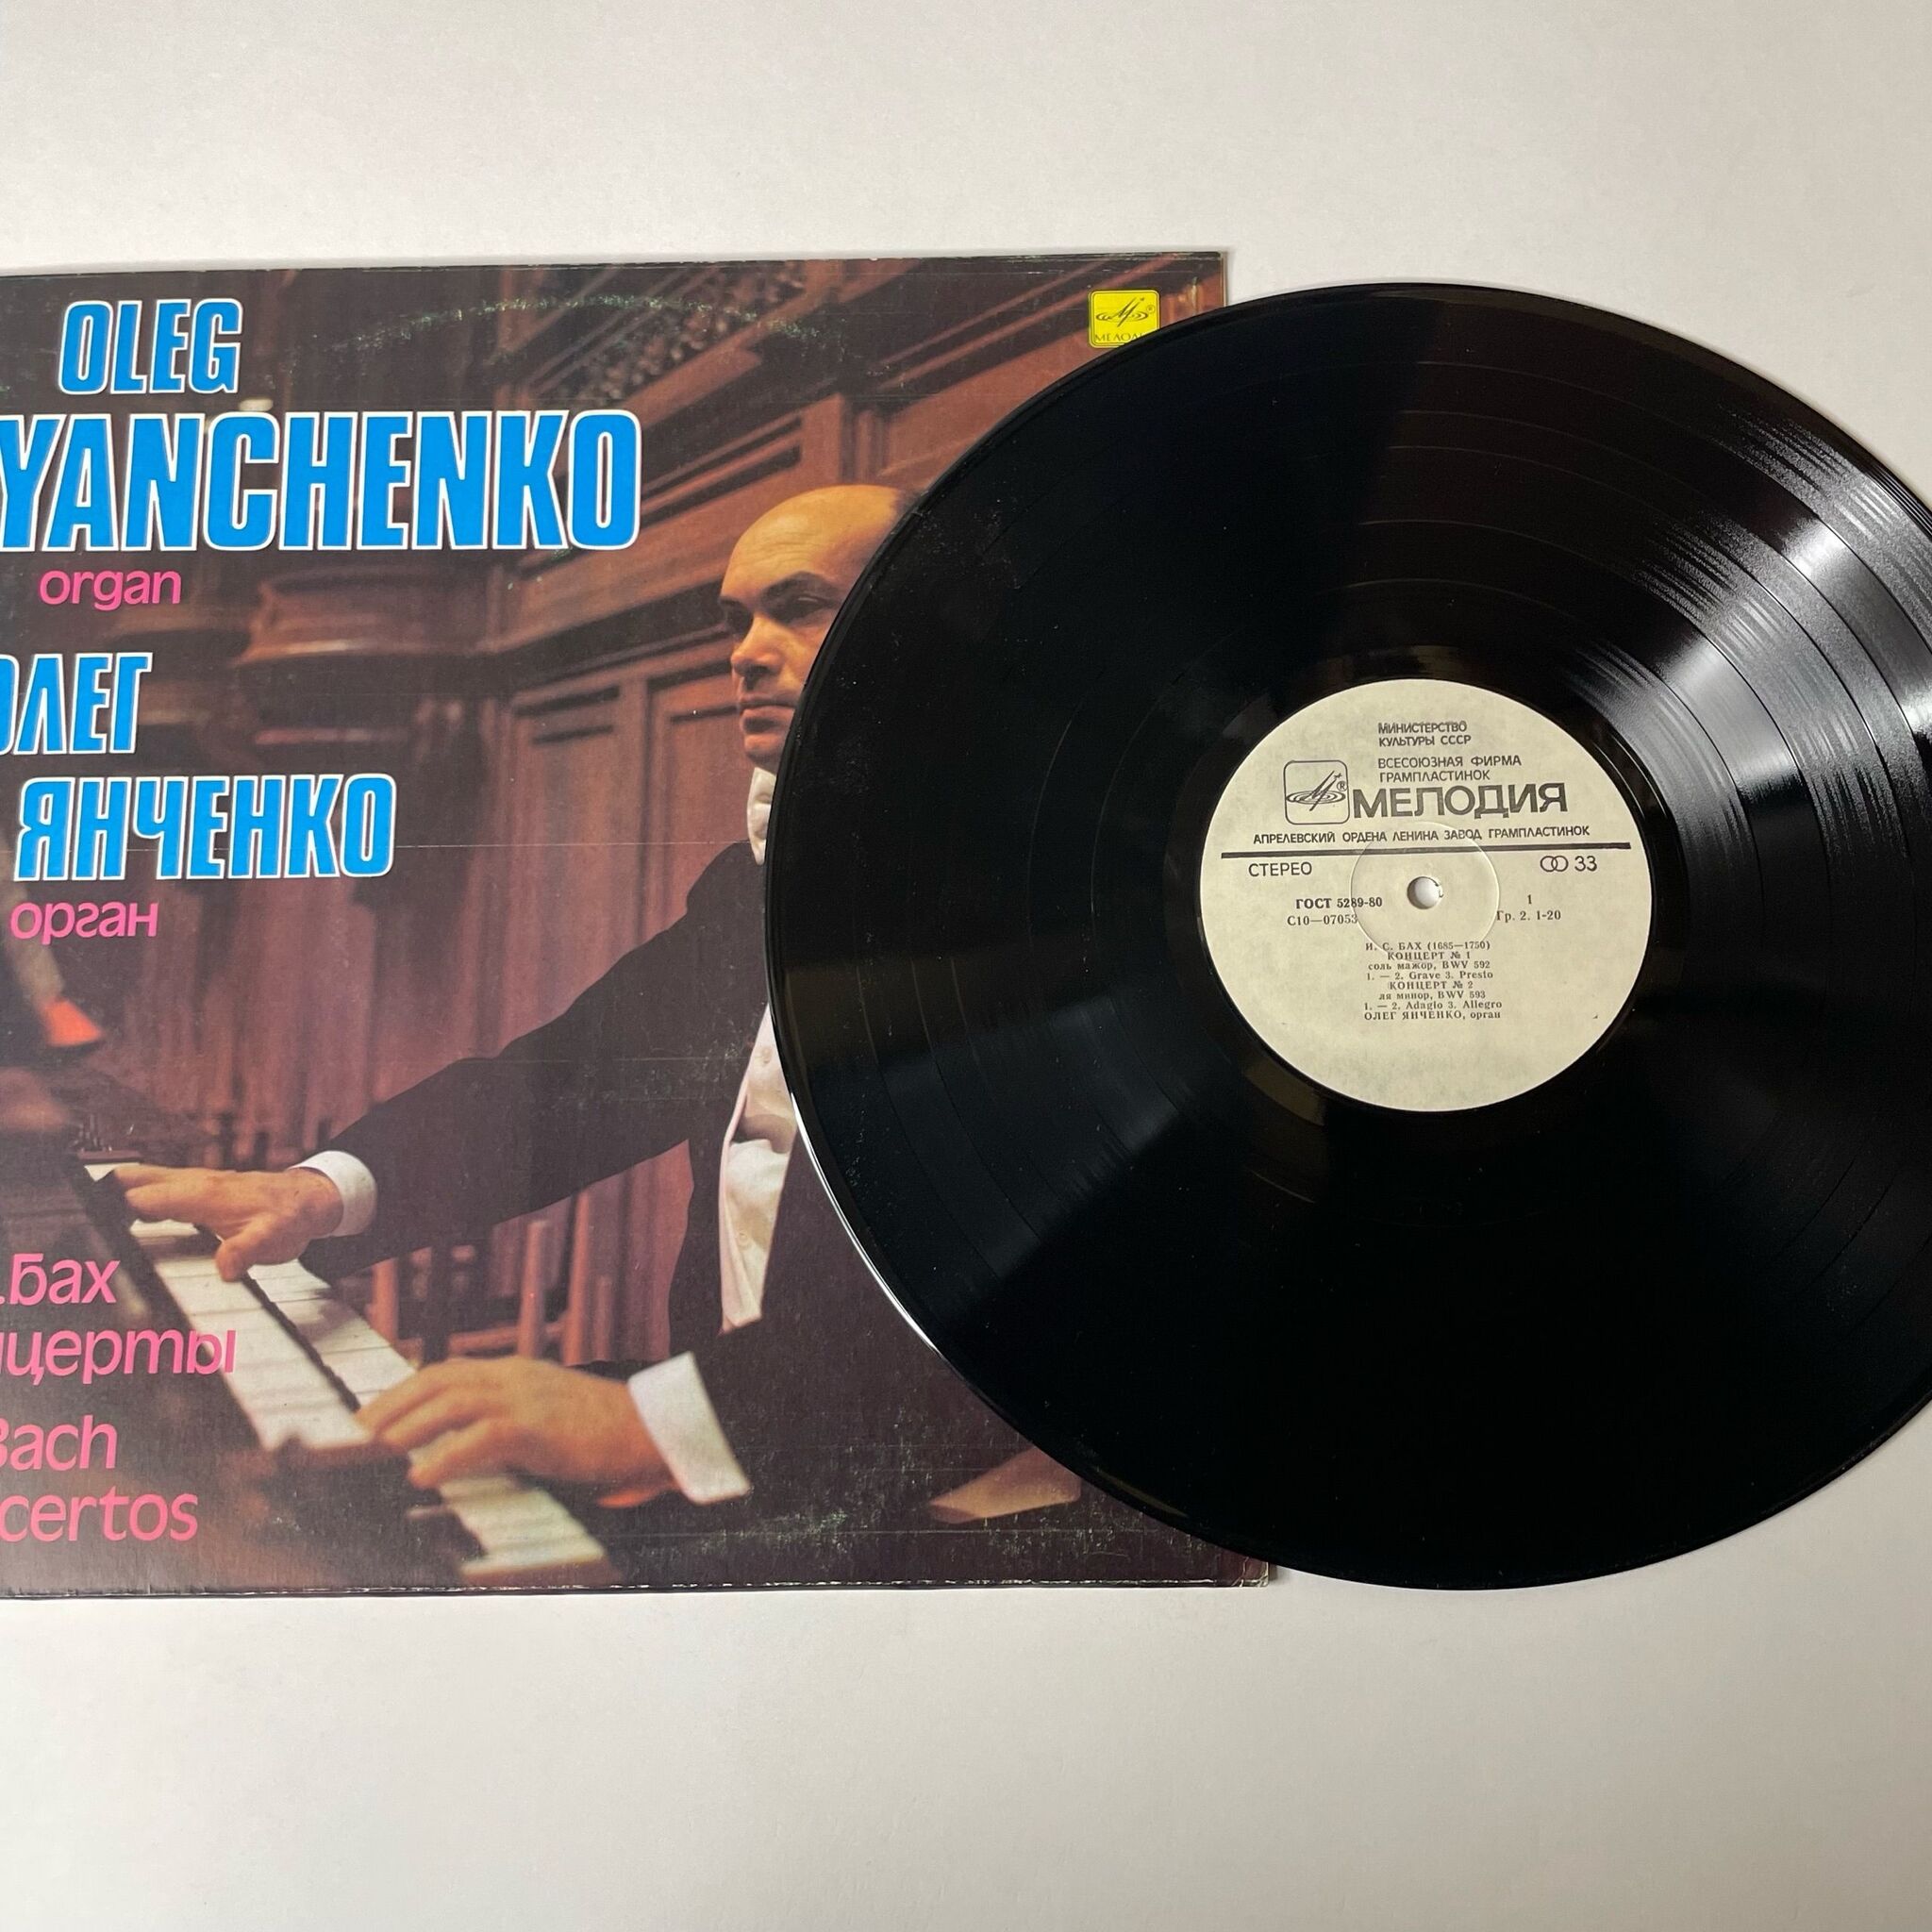 OLEG
YANCHENKO
organ
ОЛЕГ
ЯНЧЕНКО
орган
.Бах
церты
Bach
certos
МИНИСТЕРСТВО
КУЛЬТУРЫ СССР
ВСЕСОЮЗНАЯ ФИРМА
ГРАМПЛАСТИНОК
МЕЛОДИЯ
АПРЕЛЕВСКИЙ ОРДЕНА ЛЕНИНА ЗАВОД ГРАМПЛАСТИНОК
СТЕРЕО 33
ГОСТ 5289-80 1
С10—07053 Гр. 2. 1-20
И. С. БАХ (1685—1750)
КОНЦЕРТ № 1
соль мажор, BWV 592
1. — 2. Grave 3. Presto
КОНЦЕРТ № 2
ля минор, BWV 593
1. — 2. Adagio 3. Allegro
ОЛЕГ ЯНЧЕНКО, орган